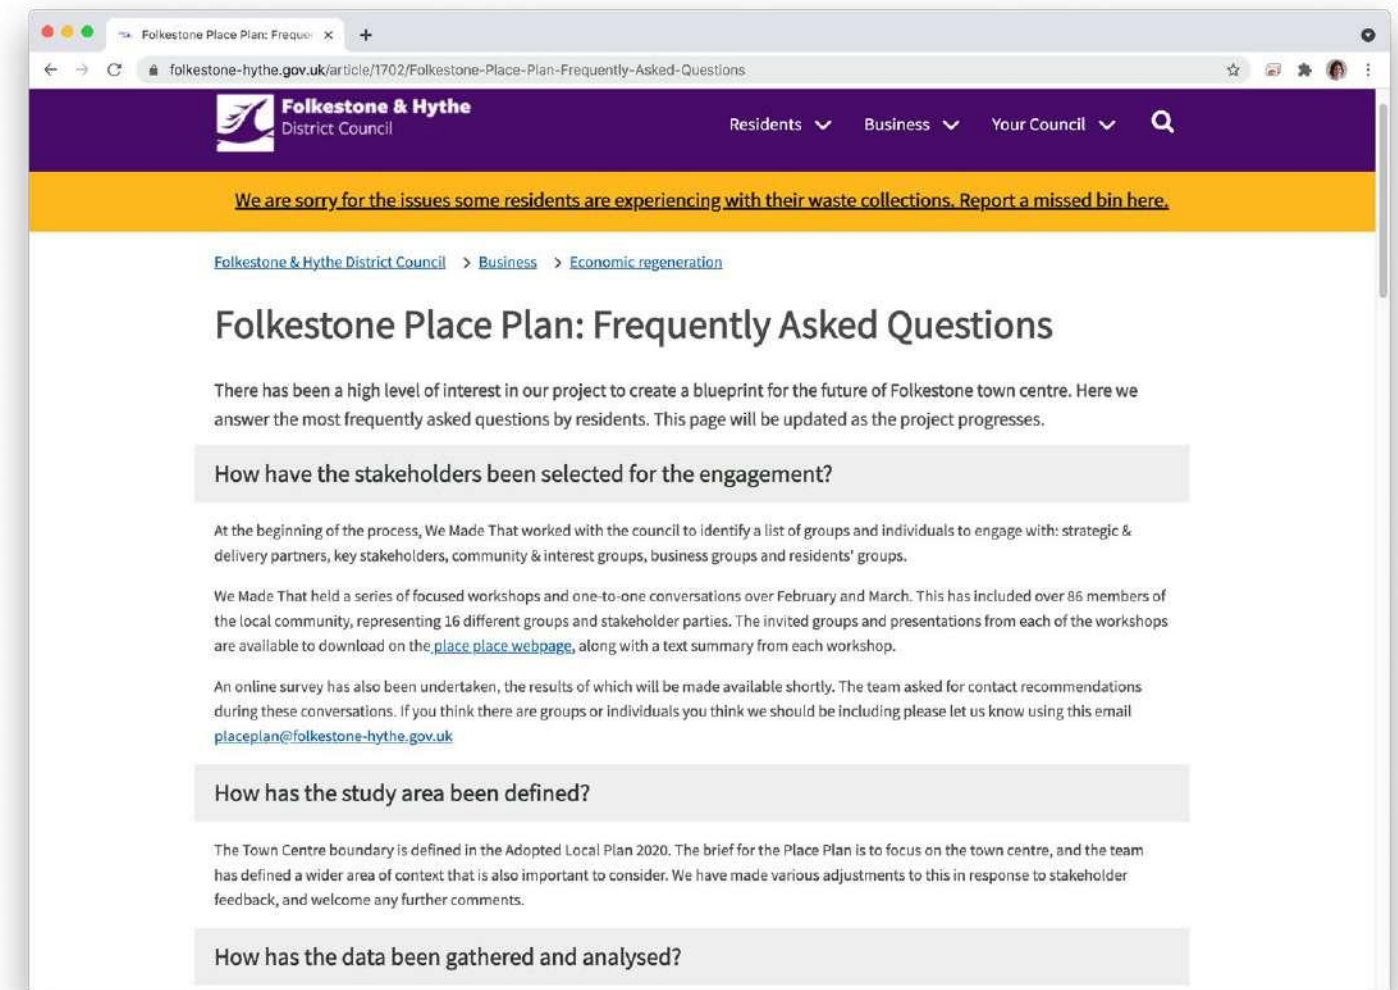 Folkestone Place Plan: Freque
folkestone-hythe.gov.uk/article/1702/Folkestone-Place-Plan-Frequently-Asked-Questions
Folkestone & Hythe
District Council
Residents
Business
Your Council
We are sorry for the issues some residents are experiencing with their waste collections. Report a missed bin here.
Folkestone & Hythe District Council > Business > Economic regeneration
Folkestone Place Plan: Frequently Asked Questions
There has been a high level of interest in our project to create a blueprint for the future of Folkestone town centre. Here we
answer the most frequently asked questions by residents. This page will be updated as the project progresses.
How have the stakeholders been selected for the engagement?
At the beginning of the process, We Made That worked with the council to identify a list of groups and individuals to engage with: strategic &
delivery partners, key stakeholders, community & interest groups, business groups and residents' groups.
We Made That held a series of focused workshops and one-to-one conversations over February and March. This has included over 86 members of
the local community, representing 16 different groups and stakeholder parties. The invited groups and presentations from each of the workshops
are available to download on the place place webpage, along with a text summary from each workshop.
An online survey has also been undertaken, the results of which will be made available shortly. The team asked for contact recommendations
during these conversations. If you think there are groups or individuals you think we should be including please let us know using this email
placeplan@folkestone-hythe.gov.uk
How has the study area been defined?
The Town Centre boundary is defined in the Adopted Local Plan 2020. The brief for the Place Plan is to focus on the town centre, and the team
has defined a wider area of context that is also important to consider. We have made various adjustments to this in response to stakeholder
feedback, and welcome any further comments.
How has the data been gathered and analysed?